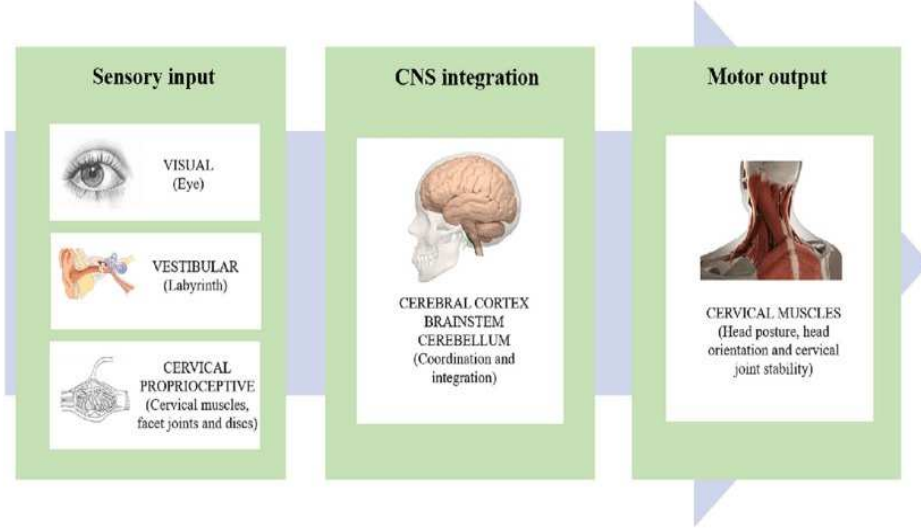 Sensory input
VISUAL
(Eye)
VESTIBULAR
(Labyrinth)
CERVICAL
PROPRIOCEPTIVE
(Cervical muscles,
facet joints and discs)
CNS integration
CEREBRAL CORTEX
BRAINSTEM
CEREBELLUM
(Coordination and
integration)
Motor output
CERVICAL MUSCLES
(Head posture, head
orientation and cervical
joint stability)